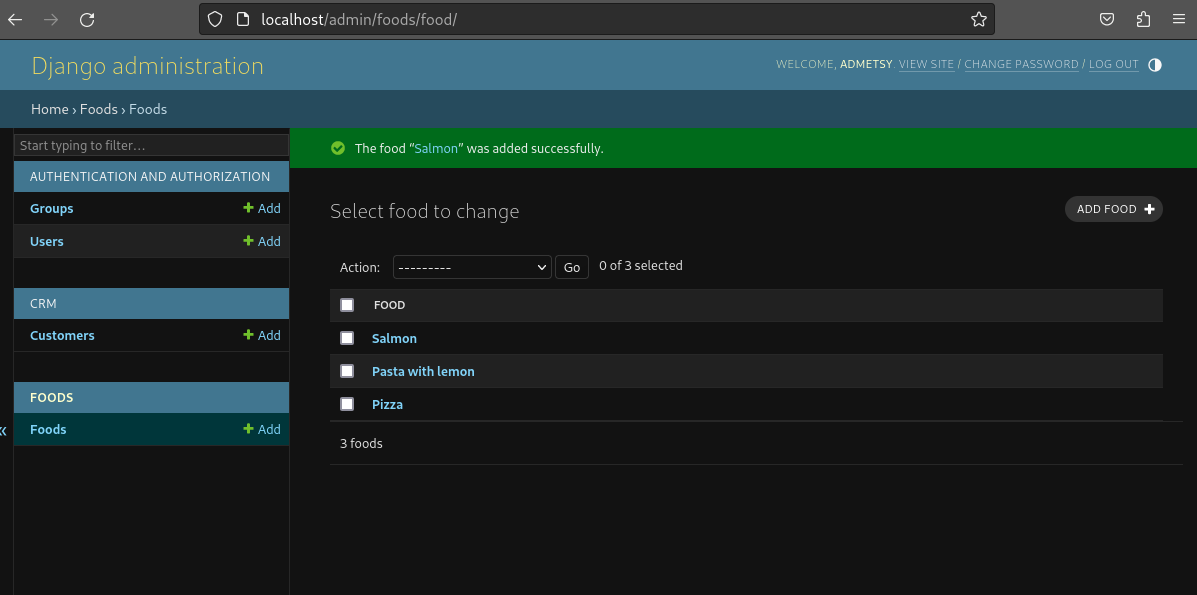 localhost/admin/foods/food/
Django administration
WELCOME, ADMETSY VIEW SITE / CHANGE PASSWORD / LOG OUT
Home › Foods › Foods
Start typing to filter…
AUTHENTICATION AND AUTHORIZATION
Groups Add
Users Add
CRM
Customers Add
FOODS
Foods Add
«
The food “Salmon” was added successfully.
Select food to change
ADD FOOD
Action: --------- Go 0 of 3 selected
FOOD
Salmon
Pasta with lemon
Pizza
3 foods